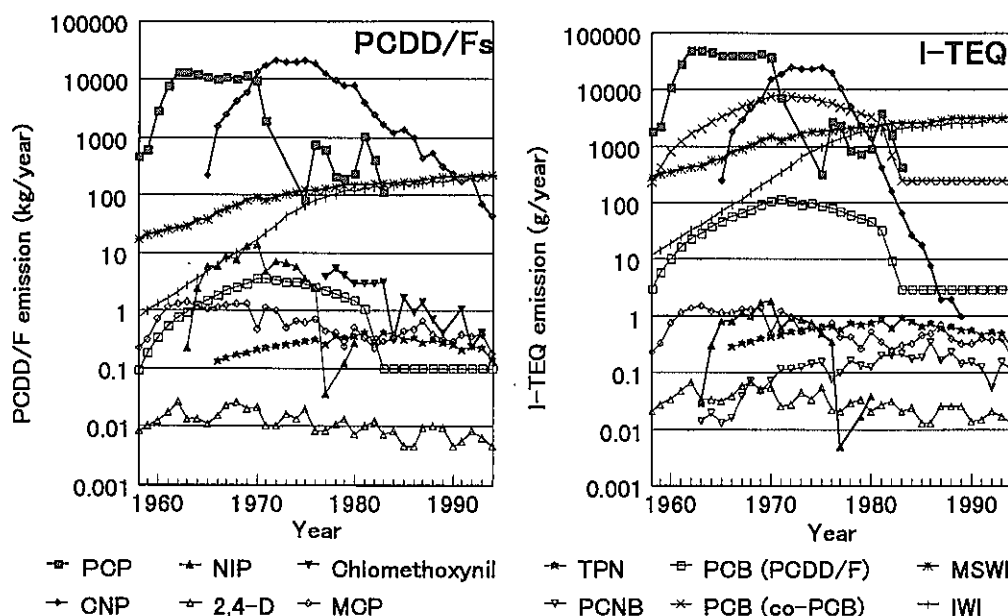 PCDD/Fs
PCDD/F emission (kg/year)
100000
10000
1000
100
10
1
0.1
0.01
0.001
1960 1970 1980 1990
Year
I-TEQ
I-TEQ emission (g/year)
100000
10000
1000
100
10
1
0.1
0.01
0.001
1960 1970 1980 1990
Year
PCP NIP Chlomethoxynil TPN PCB (PCDD/F) MSWI
CNP 2,4-D MCP PCNB PCB (co-PCB) IWI